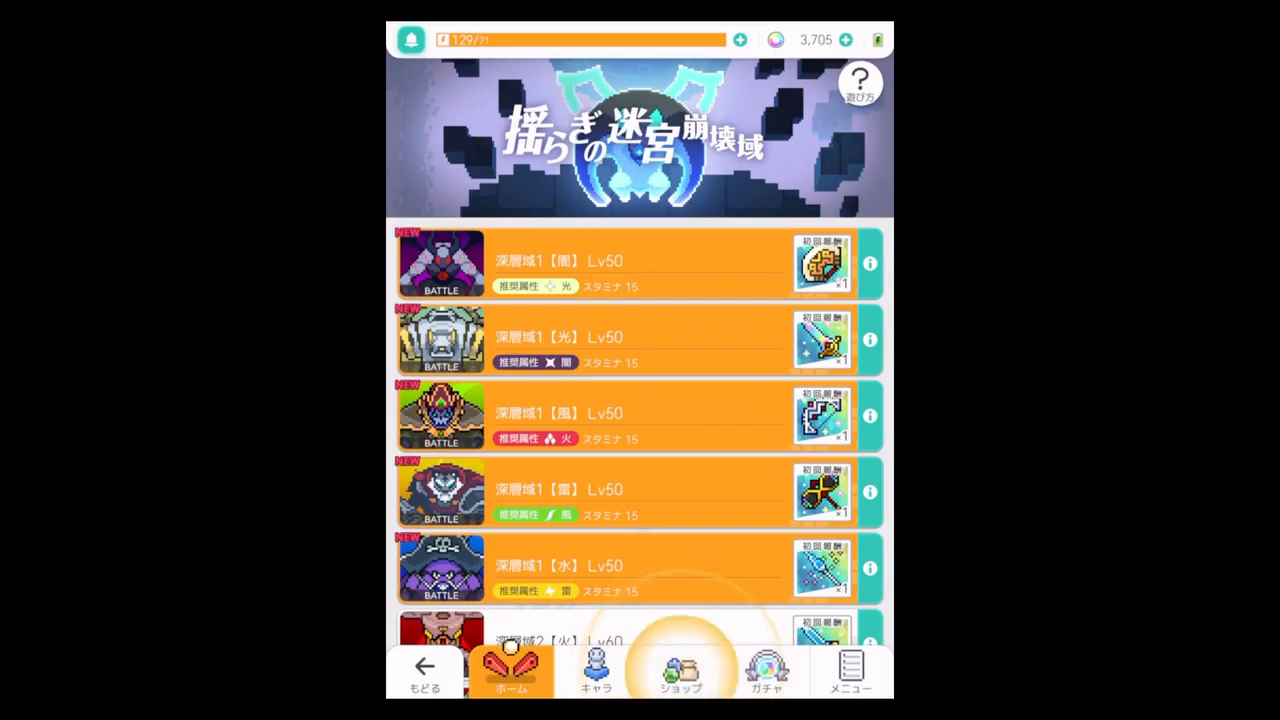 129/71
3,705
揺らぎの迷宮 崩壊域
?
遊び方
NEW
BATTLE
深層域1【闇】 Lv50
推奨属性 光 スタミナ 15
初回報酬
×1
NEW
BATTLE
深層域1【光】 Lv50
推奨属性 闇 スタミナ 15
初回報酬
×1
NEW
BATTLE
深層域1【風】 Lv50
推奨属性 火 スタミナ 15
初回報酬
×1
NEW
BATTLE
深層域1【雷】 Lv50
推奨属性 風 スタミナ 15
初回報酬
×1
NEW
BATTLE
深層域1【水】 Lv50
推奨属性 雷 スタミナ 15
初回報酬
×1
深層域2【火】 Lv60
初回報酬
もどる
ホーム
キャラ
ショップ
ガチャ
メニュー